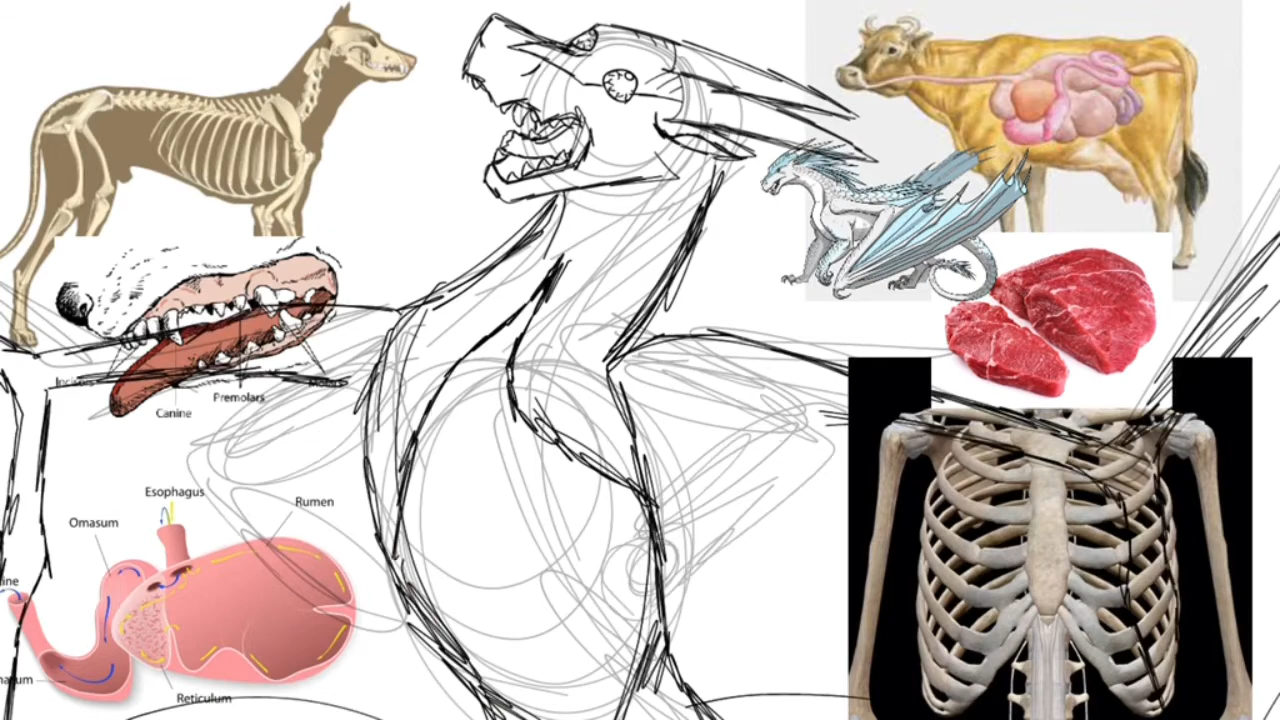 Canine
Premolars
Esophagus
Rumen
Omasum
Reticulum